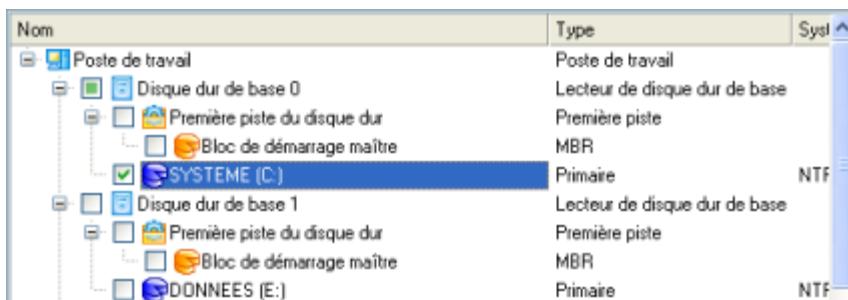 Nom Type Syst
Poste de travail Poste de travail
Disque dur de base 0 Lecteur de disque dur de base
Première piste du disque dur Première piste
Bloc de démarrage maître MBR
SYSTEME (C:) Primaire NTF
Disque dur de base 1 Lecteur de disque dur de base
Première piste du disque dur Première piste
Bloc de démarrage maître MBR
DONNEES (E:) Primaire NTF